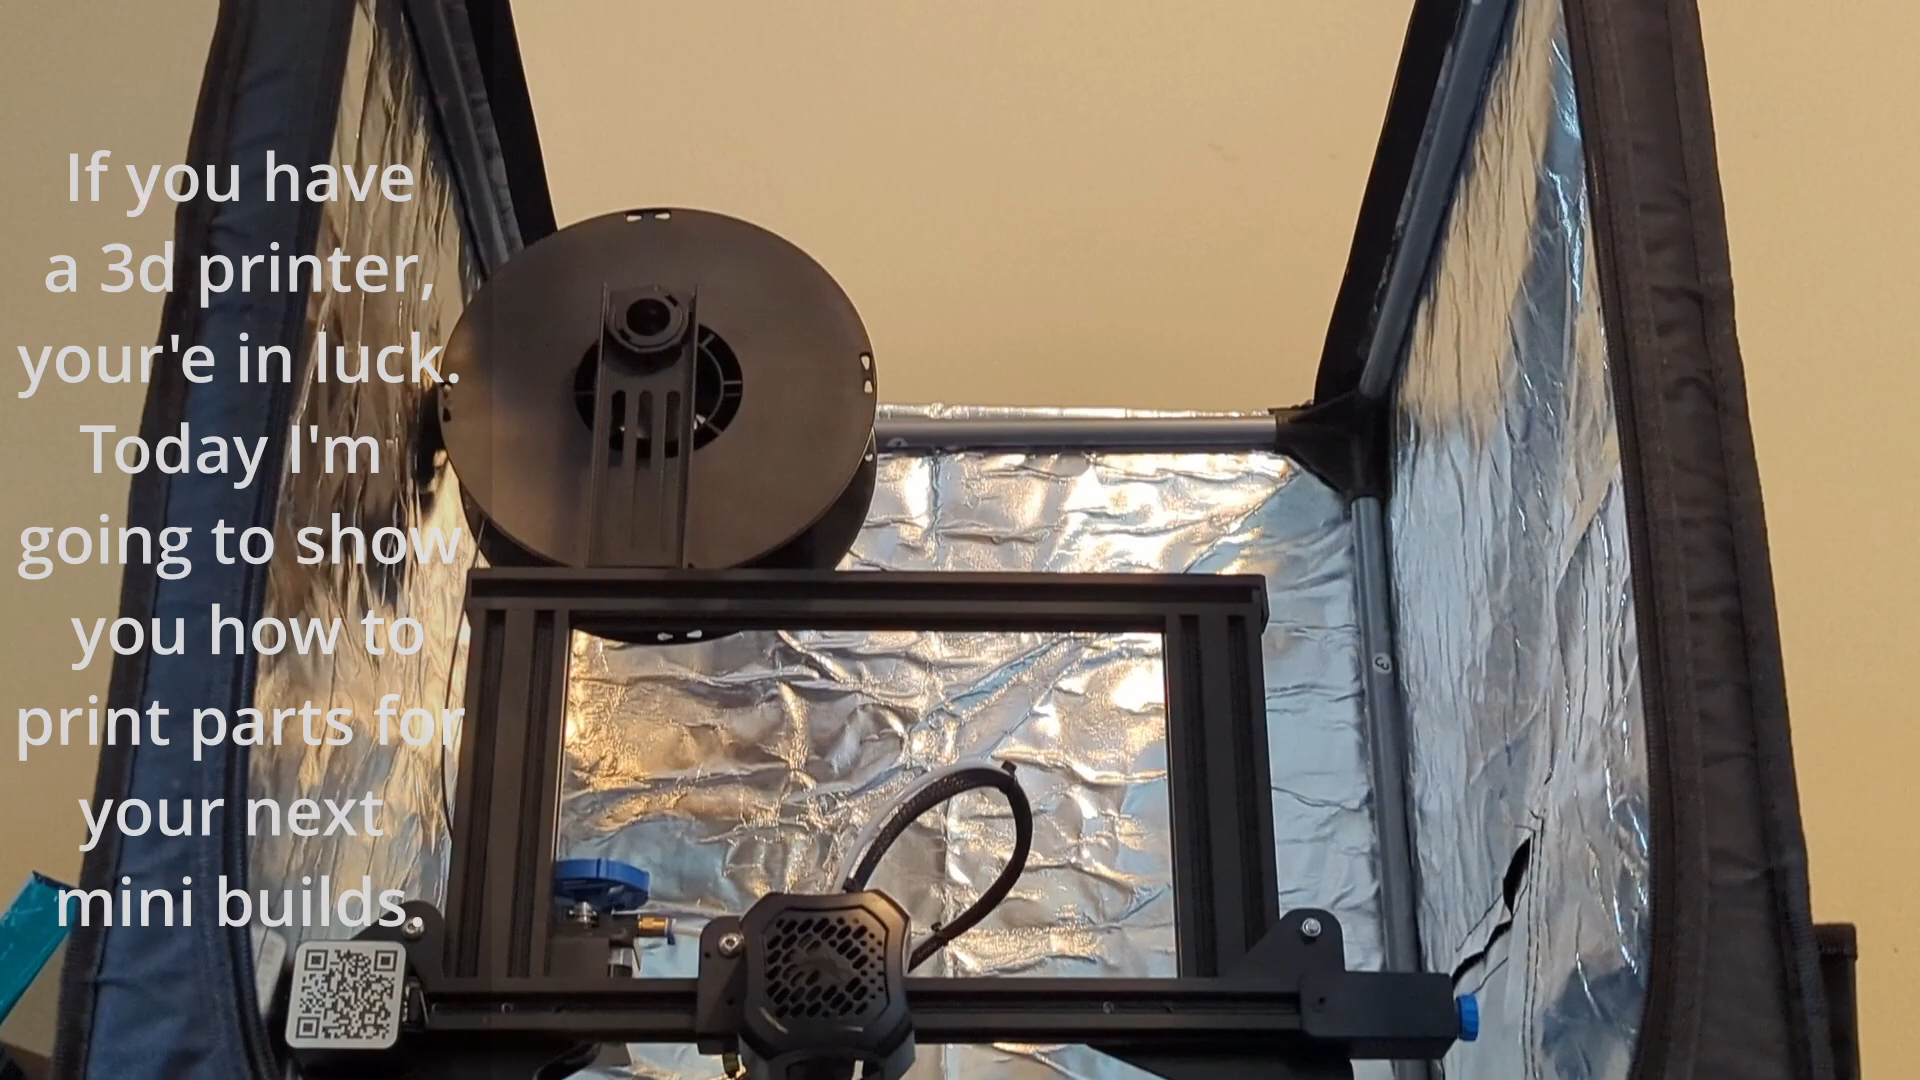 If you have
a 3d printer,
your'e in luck.
Today I'm
going to show
you how to
print parts for
your next
mini builds.
3